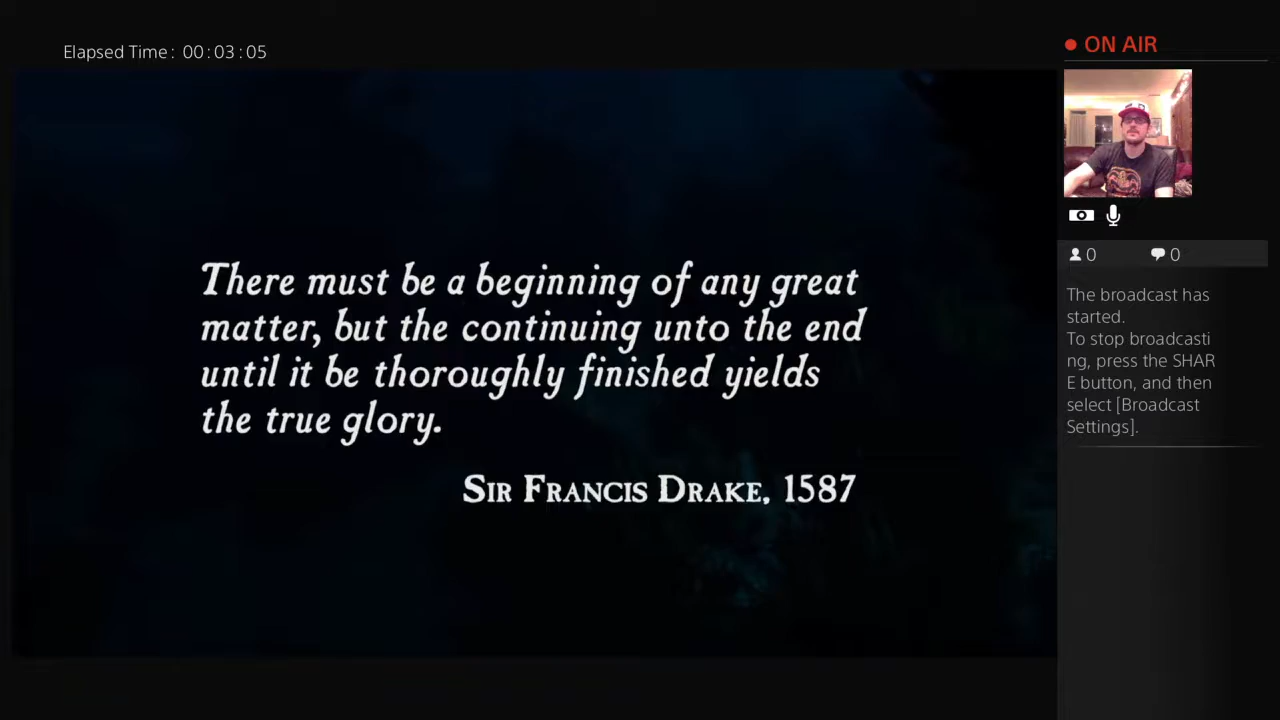 Elapsed Time: 00:03:05
ON AIR
There must be a beginning of any great
matter, but the continuing unto the end
until it be thoroughly finished yields
the true glory.
Sir Francis Drake, 1587
0 0
The broadcast has
started.
To stop broadcasti
ng, press the SHAR
E button, and then
select [Broadcast
Settings].